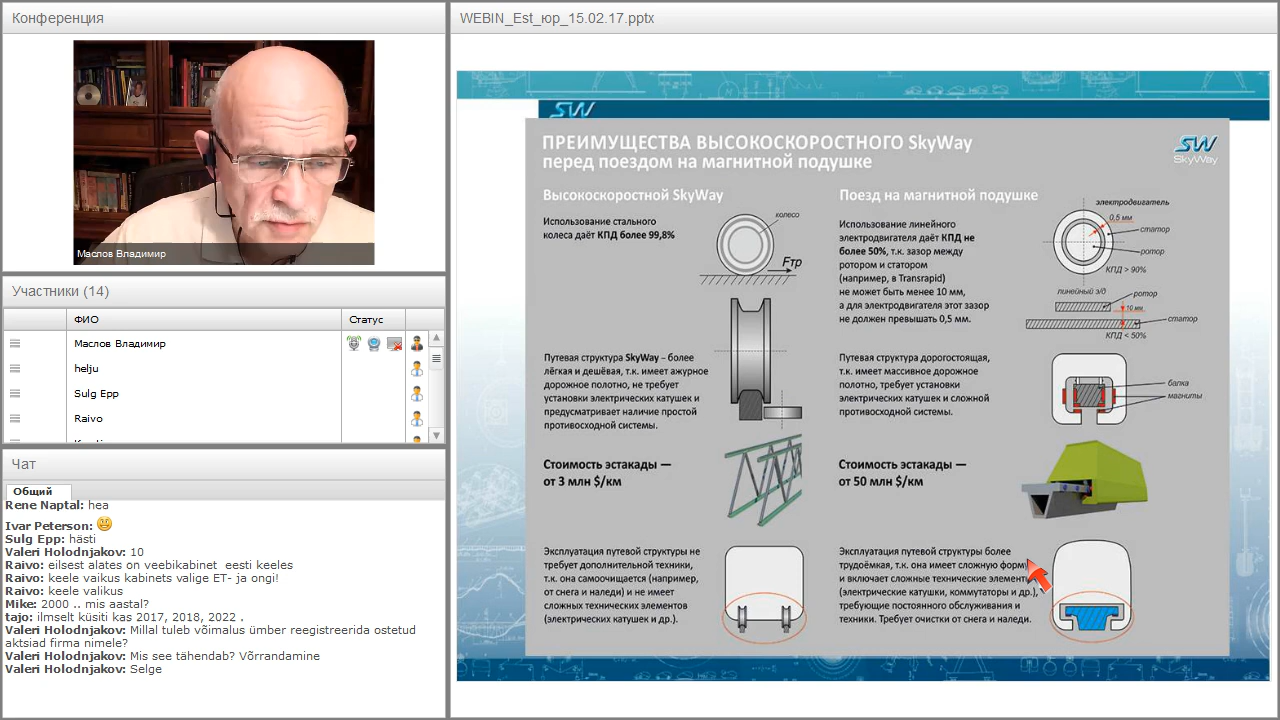 Конференция
Маслов Владимир
Участники (14)
ФИО
Статус
Маслов Владимир
helju
Sulg Epp
Raivo
Чат
Общий
Rene Naptal: hea
Ivar Peterson:
Sulg Epp: hästi
Valeri Holodnjakov: 10
Raivo: eilsest alates on veebikabinet eesti keeles
Raivo: keele vaikus kabinets valige ET- ja ongi!
Raivo: keele vaikus
Mike: 2000 .. mis aastal?
tajo: ilmselt küsiti kas 2017, 2018, 2022 .
Valeri Holodnjakov: Millal tuleb võimalus ümber reegistreerida ostetud
aktsiad firma nimele?
Valeri Holodnjakov: Mis see tähendab? Võrrandamine
Valeri Holodnjakov: Selge
WEBIN_Est_юр_15.02.17.pptx
SW
ПРЕИМУЩЕСТВА ВЫСОКОСКОРОСТНОГО SkyWay
перед поездом на магнитной подушке
SW
SkyWay
Высокоскоростной SkyWay
Использование стального
колеса даёт КПД более 99,8%
колесо
Fтр
Путевая структура SkyWay – более
лёгкая и дешёвая, т.к. имеет ажурное
дорожное полотно, не требует
установки электрических катушек и
предусматривает наличие простой
противосходной системы.
Стоимость эстакады —
от 3 млн $/км
Эксплуатация путевой структуры не
требует дополнительной техники,
т.к. она самоочищается (например,
от снега и наледи) и не имеет
сложных технических элементов
(электрических катушек и др.).
Поезд на магнитной подушке
Использование линейного
электродвигателя даёт КПД не
более 50%, т.к. зазор между
ротором и статором
(например, в Transrapid)
не может быть менее 10 мм,
а для электродвигателя этот зазор
не должен превышать 0,5 мм.
электродвигатель
0,5 мм
статор
ротор
КПД > 90%
линейный э/д
ротор
10 мм
статор
КПД < 50%
Путевая структура дорогостоящая,
т.к. имеет массивное дорожное
полотно, требует установки
электрических катушек и сложной
противосходной системы.
балка
магниты
Стоимость эстакады —
от 50 млн $/км
Эксплуатация путевой структуры более
трудоёмкая, т.к. она имеет сложную форму
и включает сложные технические элементы
(электрические катушки, коммутаторы и др.),
требующие постоянного обслуживания и
техники. Требует очистки от снега и наледи.